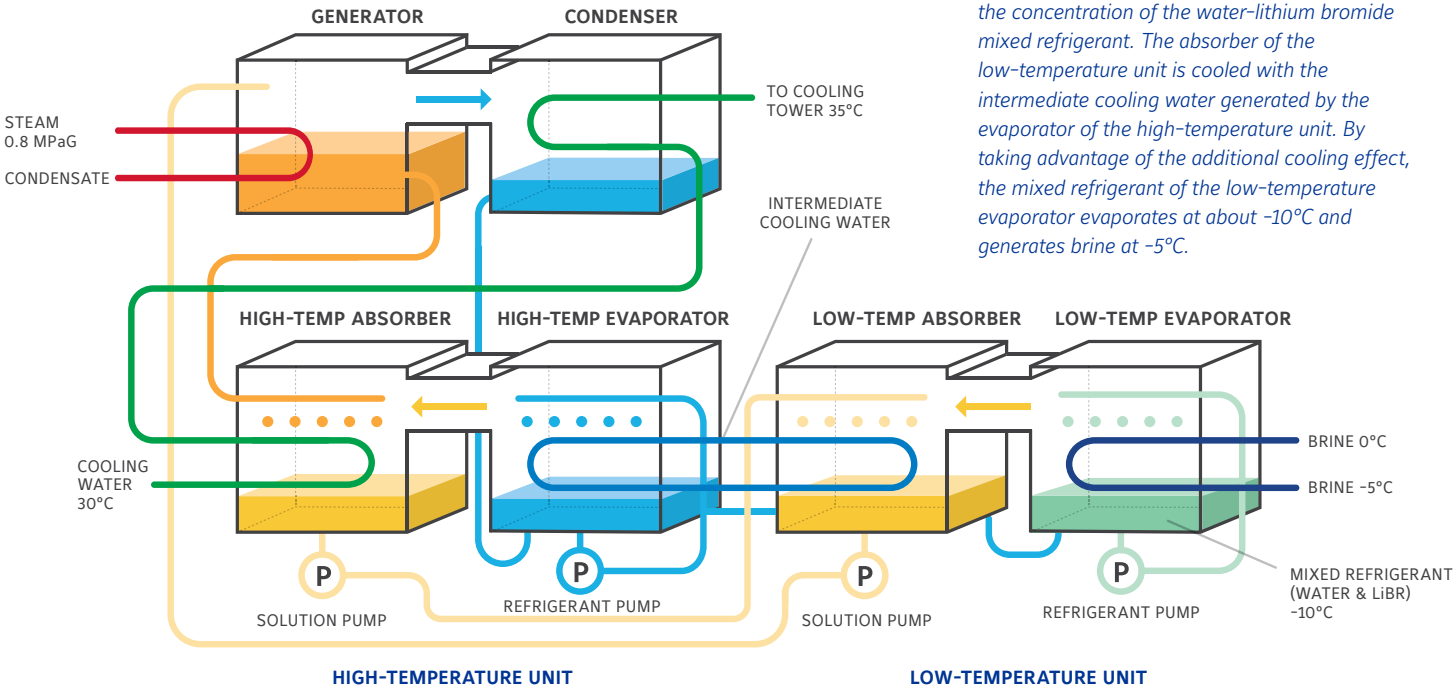 GENERATOR
CONDENSER
the concentration of the water-lithium bromide
mixed refrigerant. The absorber of the
low-temperature unit is cooled with the
intermediate cooling water generated by the
evaporator of the high-temperature unit. By
taking advantage of the additional cooling effect,
the mixed refrigerant of the low-temperature
evaporator evaporates at about -10°C and
generates brine at -5°C.
STEAM
0.8 MPaG
CONDENSATE
TO COOLING
TOWER 35°C
INTERMEDIATE
COOLING WATER
HIGH-TEMP ABSORBER
HIGH-TEMP EVAPORATOR
LOW-TEMP ABSORBER
LOW-TEMP EVAPORATOR
COOLING
WATER
30°C
BRINE 0°C
BRINE -5°C
P
P
P
P
SOLUTION PUMP
REFRIGERANT PUMP
SOLUTION PUMP
REFRIGERANT PUMP
MIXED REFRIGERANT
(WATER & LiBR)
-10°C
HIGH-TEMPERATURE UNIT
LOW-TEMPERATURE UNIT